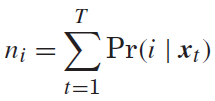 n_i = \sum_{t=1}^{T} \Pr(i \mid \boldsymbol{x}_t)